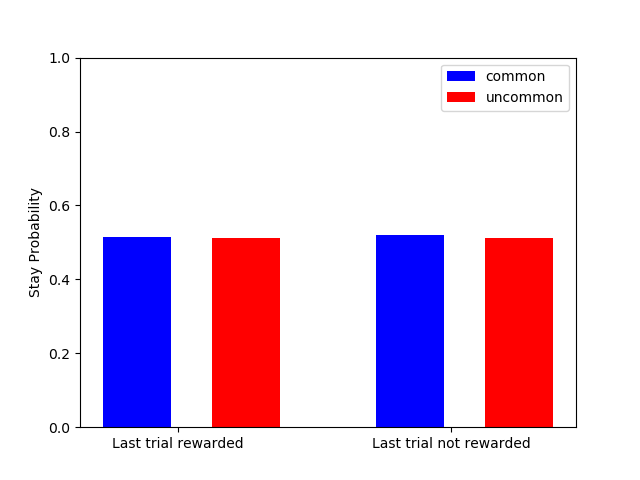 1.0
0.8
0.6
0.4
0.2
0.0
Stay Probability
common
uncommon
Last trial rewarded
Last trial not rewarded